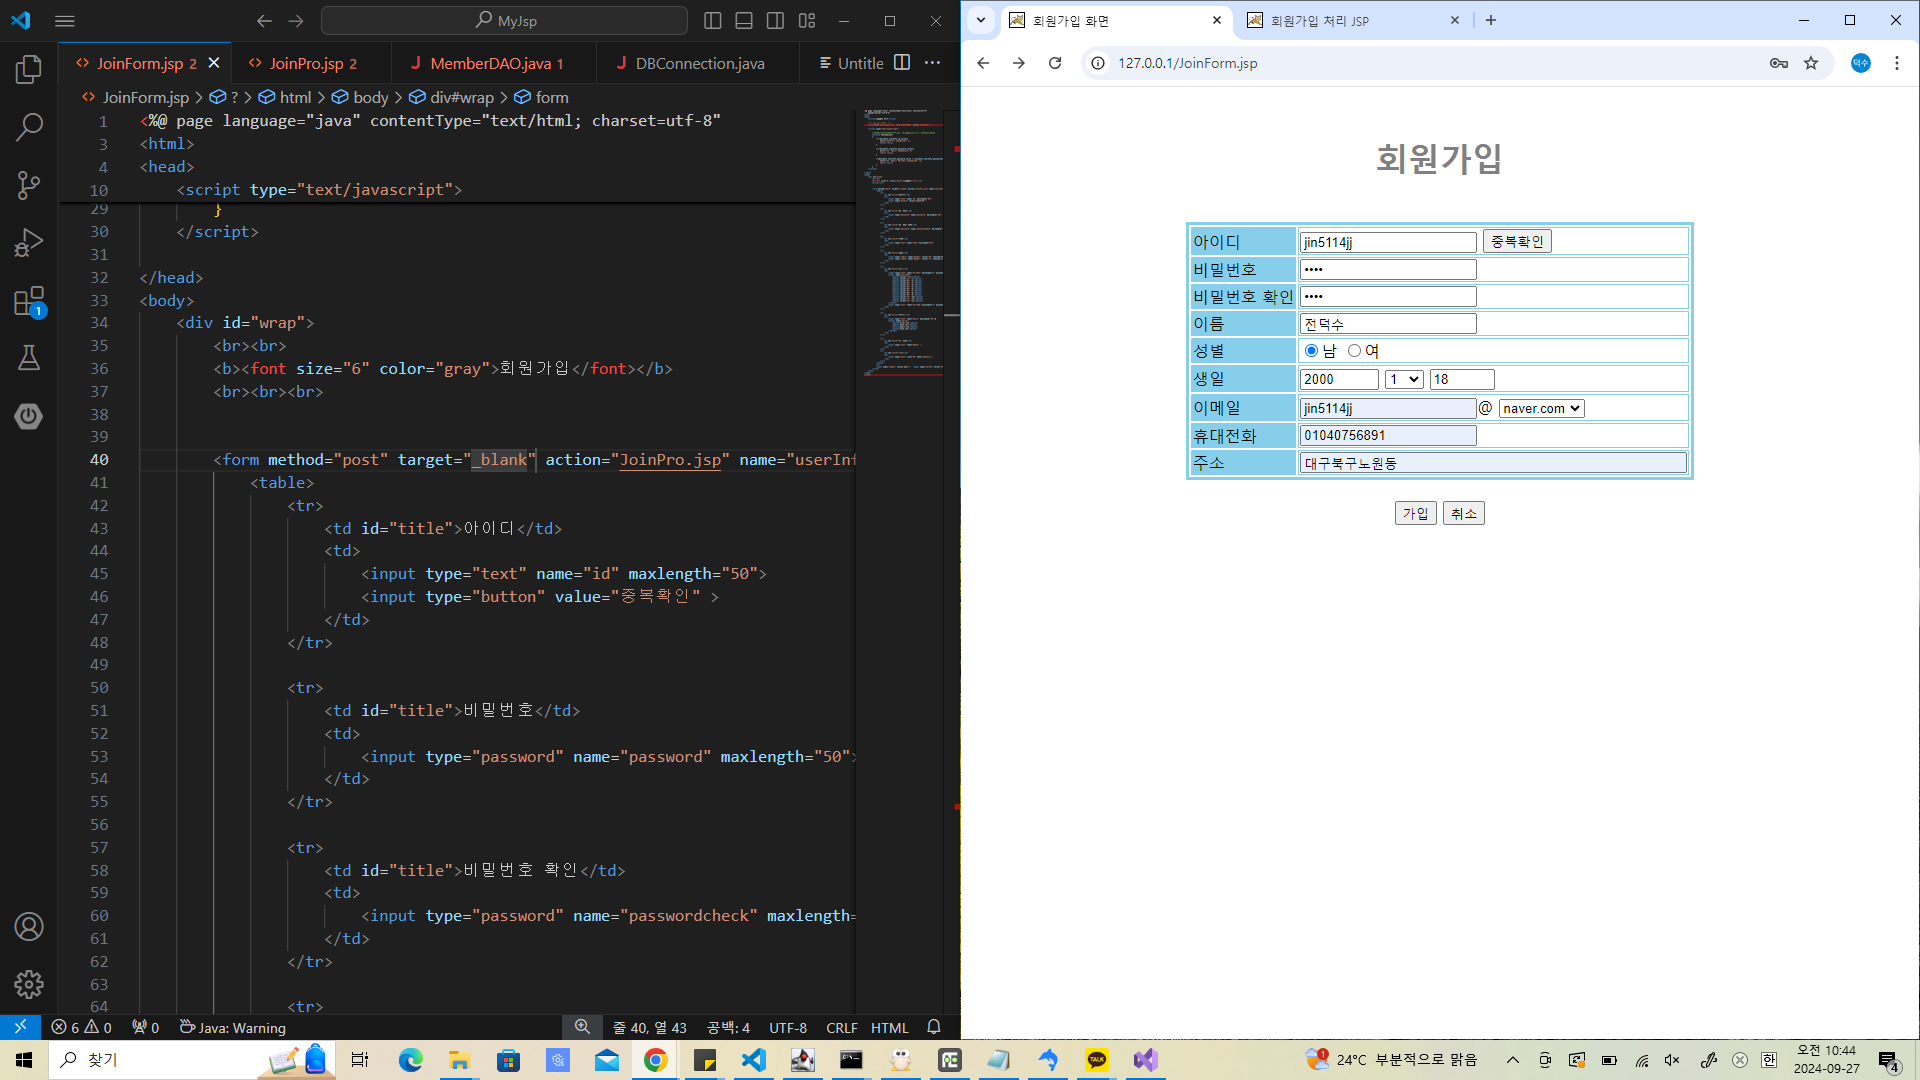 MyJsp
JoinForm.jsp 2
JoinPro.jsp 2
MemberDAO.java 1
DBConnection.java
Untitle
JoinForm.jsp > ? > html > body > div#wrap > form
1 <%@ page language="java" contentType="text/html; charset=utf-8"
3 <html>
4 <head>
10 <script type="text/javascript">
29 }
30 </script>
31
32 </head>
33 <body>
34 <div id="wrap">
35 <br><br>
36 <b><font size="6" color="gray">회원가입</font></b>
37 <br><br><br>
38
39
40 <form method="post" target="_blank" action="JoinPro.jsp" name="userInf
41 <table>
42 <tr>
43 <td id="title">아이디</td>
44 <td>
45 <input type="text" name="id" maxlength="50">
46 <input type="button" value="중복확인" >
47 </td>
48 </tr>
49
50 <tr>
51 <td id="title">비밀번호</td>
52 <td>
53 <input type="password" name="password" maxlength="50">
54 </td>
55 </tr>
56
57 <tr>
58 <td id="title">비밀번호 확인</td>
59 <td>
60 <input type="password" name="passwordcheck" maxlength=
61 </td>
62 </tr>
63
64 <tr>
1
6 0 0 Java: Warning 줄 40, 열 43 공백: 4 UTF-8 CRLF HTML
회원가입 화면
회원가입 처리 JSP
127.0.0.1/JoinForm.jsp
덕수
회원가입
아이디 jin5114jj 중복확인
비밀번호 ••••
비밀번호 확인 ••••
이름 전덕수
성별 남 여
생일 2000 1 18
이메일 jin5114jj @ naver.com
휴대전화 01040756891
주소 대구북구노원동
가입 취소
찾기
TALK
1
24°C 부분적으로 맑음
한
오전 10:44
2024-09-27
4